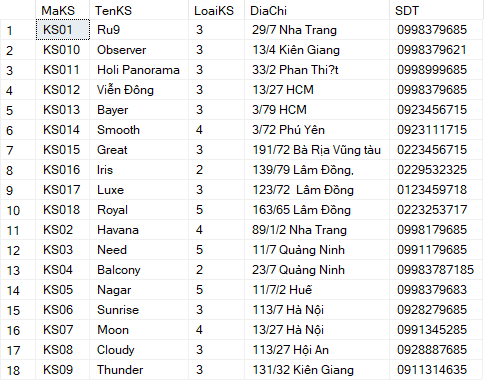 MaKS TenKS LoaiKS DiaChi SDT
1 KS01 Ru9 3 29/7 Nha Trang 0998379685
2 KS010 Observer 3 13/4 Kiên Giang 0998379621
3 KS011 Holi Panorama 3 33/2 Phan Thi?t 0998999685
4 KS012 Viễn Đông 3 13/27 HCM 0998379685
5 KS013 Bayer 3 3/79 HCM 0923456715
6 KS014 Smooth 4 3/72 Phú Yên 0923111715
7 KS015 Great 3 191/72 Bà Rịa Vũng tàu 0223456715
8 KS016 Iris 2 139/79 Lâm Đồng, 0229532325
9 KS017 Luxe 3 123/72 Lâm Đồng 0123459718
10 KS018 Royal 5 163/65 Lâm Đồng 0223253717
11 KS02 Havana 4 89/1/2 Nha Trang 0998179685
12 KS03 Need 5 11/7 Quảng Ninh 0991179685
13 KS04 Balcony 2 23/7 Quảng Ninh 09983787185
14 KS05 Nagar 5 11/7/2 Huế 0998379683
15 KS06 Sunrise 3 113/7 Hà Nội 0928279685
16 KS07 Moon 4 13/27 Hà Nội 0991345285
17 KS08 Cloudy 3 113/27 Hội An 0928887685
18 KS09 Thunder 3 131/32 Kiên Giang 0911314635